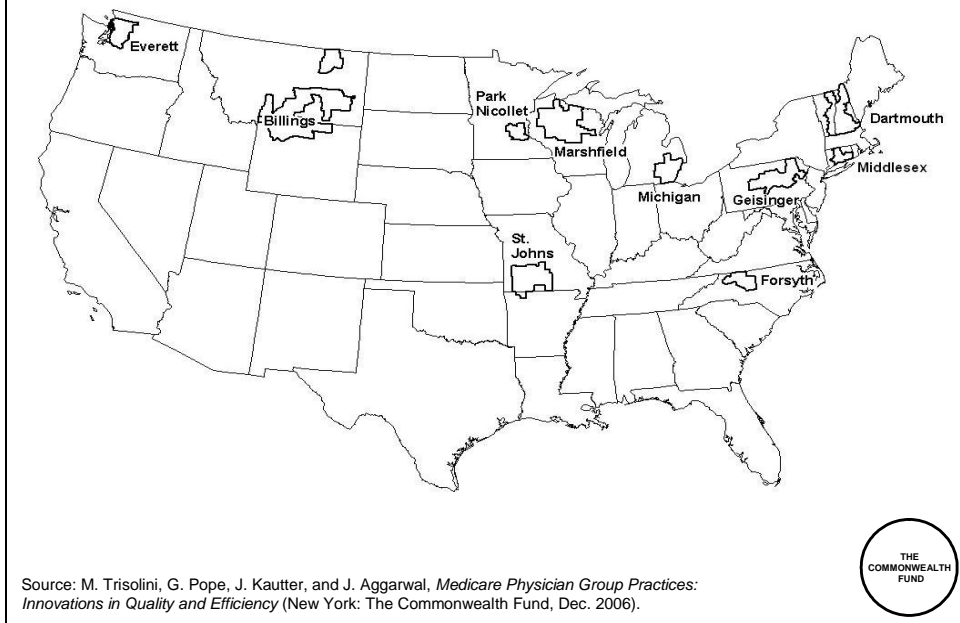 Everett
Billings
Park
Nicollet
Marshfield
Michigan
Dartmouth
Middlesex
Geisinger
St.
Johns
Forsyth
Source: M. Trisolini, G. Pope, J. Kautter, and J. Aggarwal, Medicare Physician Group Practices:
Innovations in Quality and Efficiency (New York: The Commonwealth Fund, Dec. 2006).
THE
COMMONWEALTH
FUND